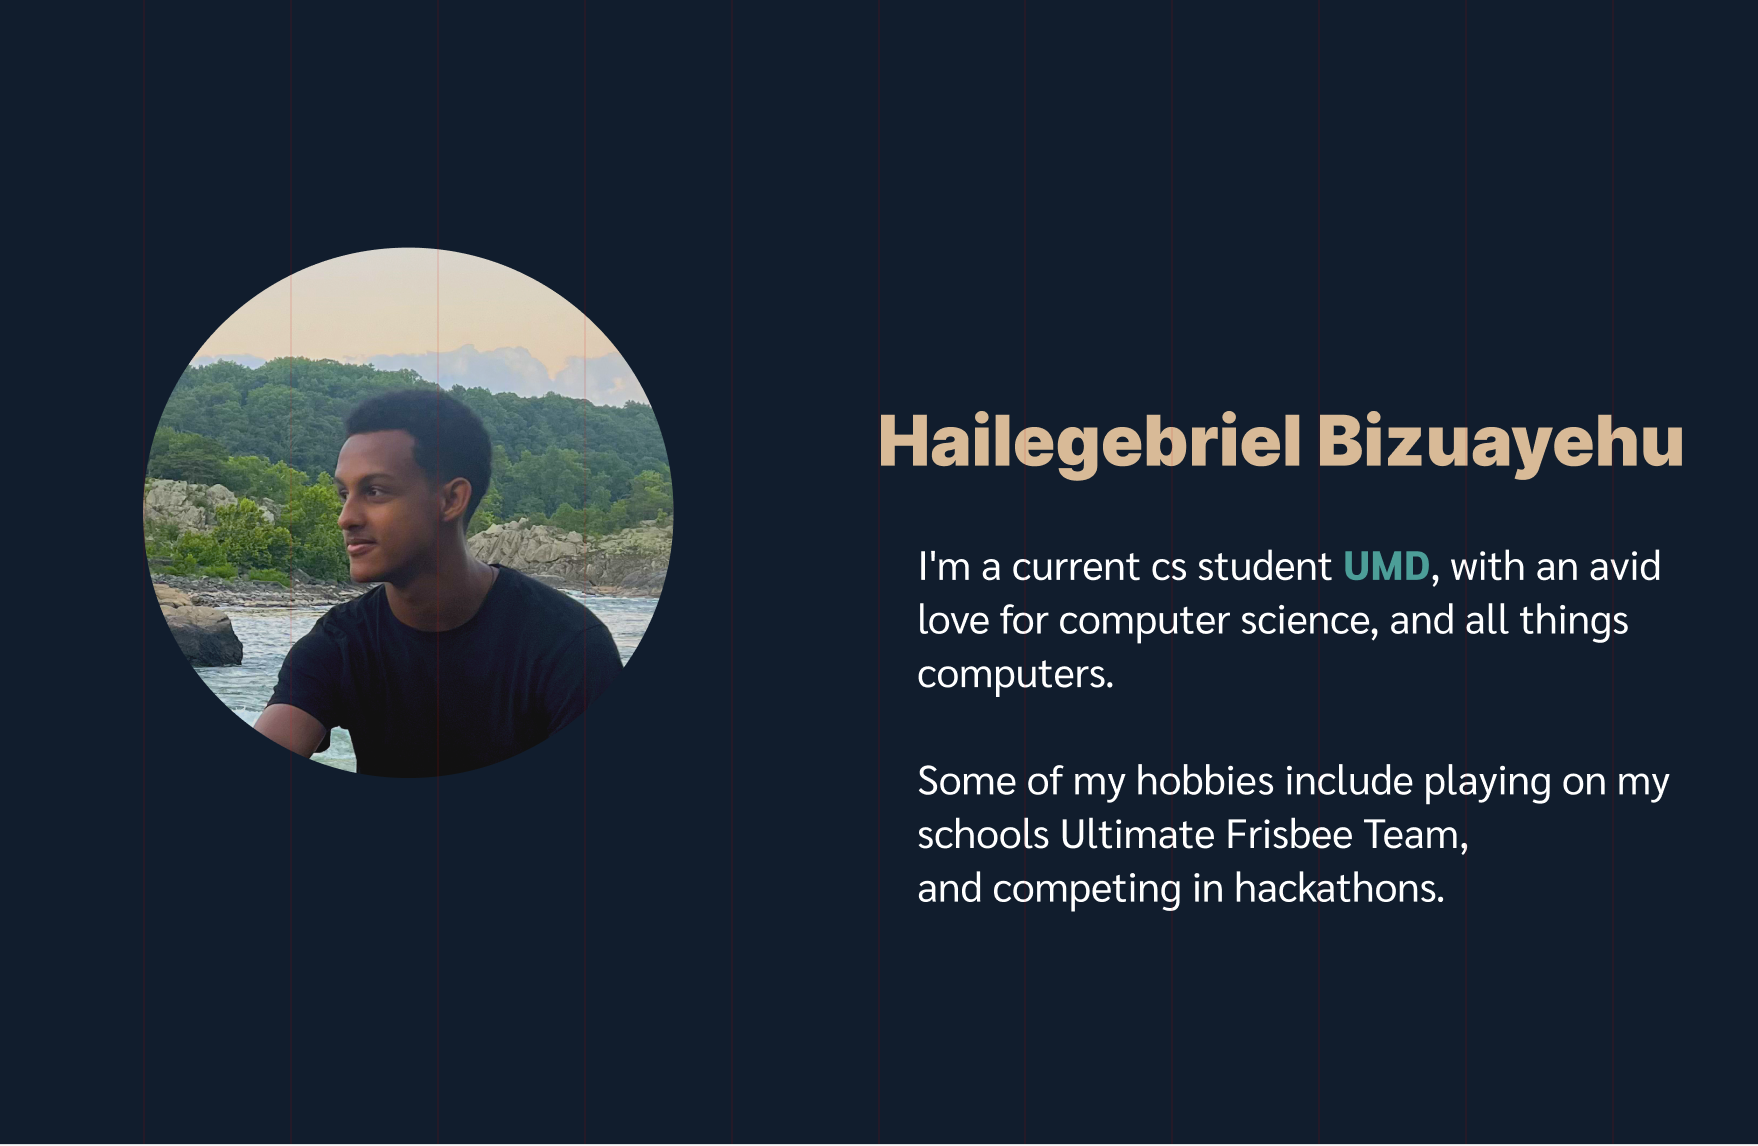 Hailegebriel Bizuayehu
I'm a current cs student UMD, with an avid
love for computer science, and all things
computers.
Some of my hobbies include playing on my
schools Ultimate Frisbee Team,
and competing in hackathons.